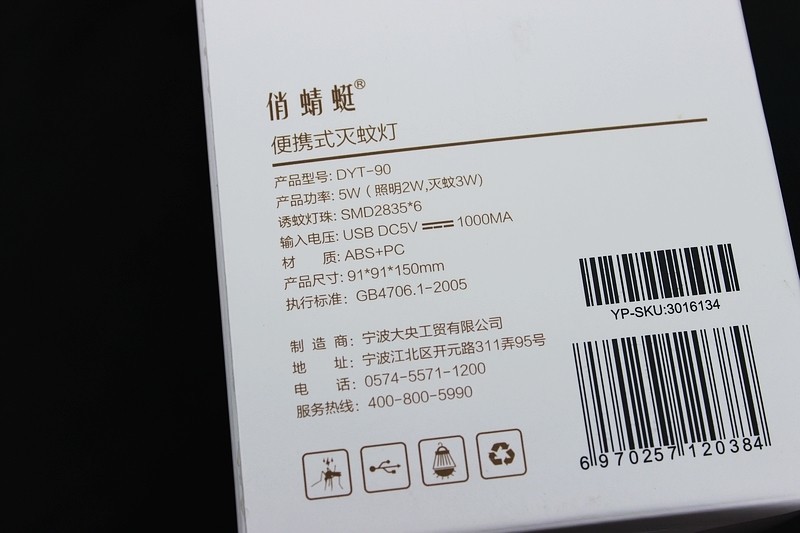 俏蜻蜓®
便携式灭蚊灯
产品型号: DYT-90
产品功率: 5W ( 照明2W,灭蚊3W)
诱蚊灯珠: SMD2835*6
输入电压: USB DC5V 1000MA
材 质: ABS+PC
产品尺寸: 91*91*150mm
执行标准: GB4706.1-2005
制 造 商: 宁波大央工贸有限公司
地 址: 宁波江北区开元路311弄95号
电 话: 0574-5571-1200
服务热线: 400-800-5990
YP-SKU:3016134
6 970257 120384